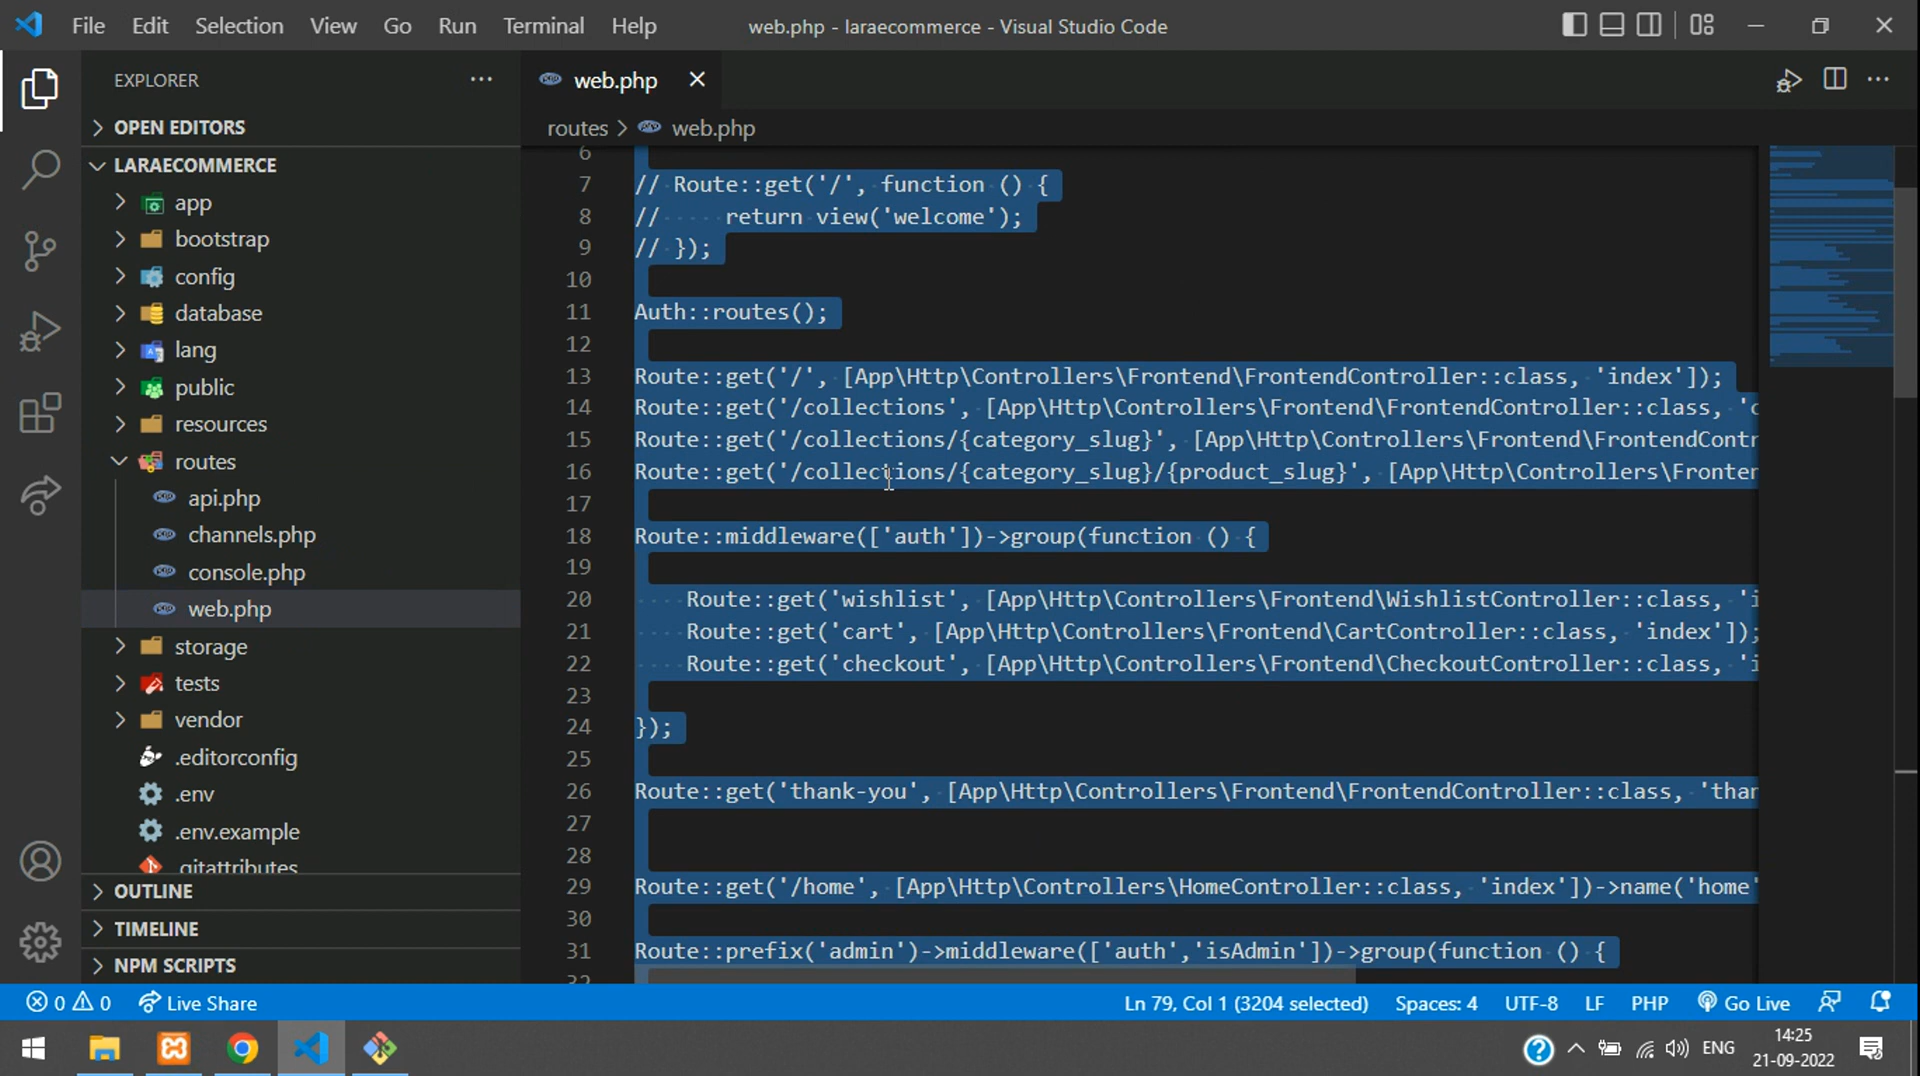 File Edit Selection View Go Run Terminal Help web.php - laraecommerce - Visual Studio Code
EXPLORER
OPEN EDITORS
LARAECOMMERCE
app
bootstrap
config
database
lang
public
resources
routes
api.php
channels.php
console.php
web.php
storage
tests
vendor
.editorconfig
.env
.env.example
.gitattributes
OUTLINE
TIMELINE
NPM SCRIPTS
web.php
routes > web.php
6
7 // Route::get('/', function () {
8 // ···· return view('welcome');
9 // });
10
11 Auth::routes();
12
13 Route::get('/', [App\Http\Controllers\Frontend\FrontendController::class, 'index']);
14 Route::get('/collections', [App\Http\Controllers\Frontend\FrontendController::class, 'c
15 Route::get('/collections/{category_slug}', [App\Http\Controllers\Frontend\FrontendContr
16 Route::get('/collections/{category_slug}/{product_slug}', [App\Http\Controllers\Fronten
17
18 Route::middleware(['auth'])->group(function () {
19
20 ···· Route::get('wishlist', [App\Http\Controllers\Frontend\WishlistController::class, 'i
21 ···· Route::get('cart', [App\Http\Controllers\Frontend\CartController::class, 'index']);
22 ···· Route::get('checkout', [App\Http\Controllers\Frontend\CheckoutController::class, 'i
23
24 });
25
26 Route::get('thank-you', [App\Http\Controllers\Frontend\FrontendController::class, 'than
27
28
29 Route::get('/home', [App\Http\Controllers\HomeController::class, 'index'])->name('home'
30
31 Route::prefix('admin')->middleware(['auth','isAdmin'])->group(function () {
32
0 0 Live Share Ln 79, Col 1 (3204 selected) Spaces: 4 UTF-8 LF PHP Go Live
ENG 14:25
21-09-2022